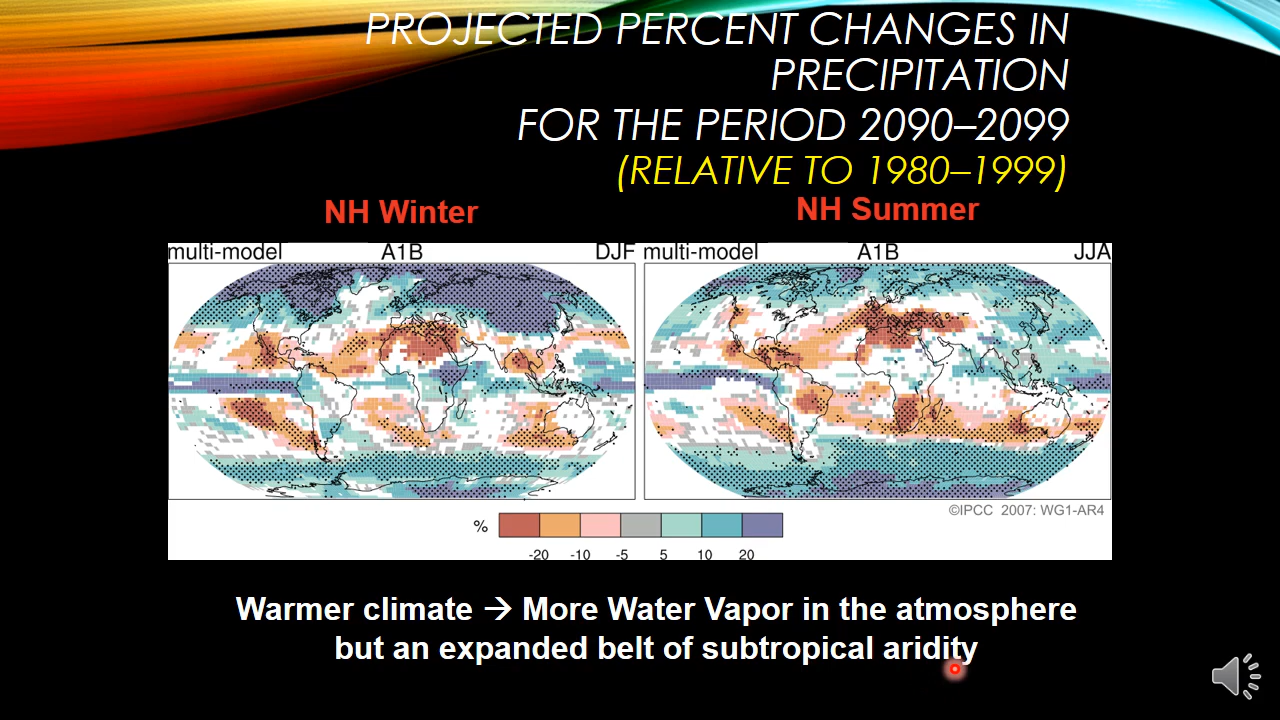 PROJECTED PERCENT CHANGES IN
PRECIPITATION
FOR THE PERIOD 2090–2099
(RELATIVE TO 1980–1999)
NH Winter
NH Summer
multi-model A1B DJF
multi-model A1B JJA
©IPCC 2007: WG1-AR4
%
-20 -10 -5 5 10 20
Warmer climate → More Water Vapor in the atmosphere
but an expanded belt of subtropical aridity